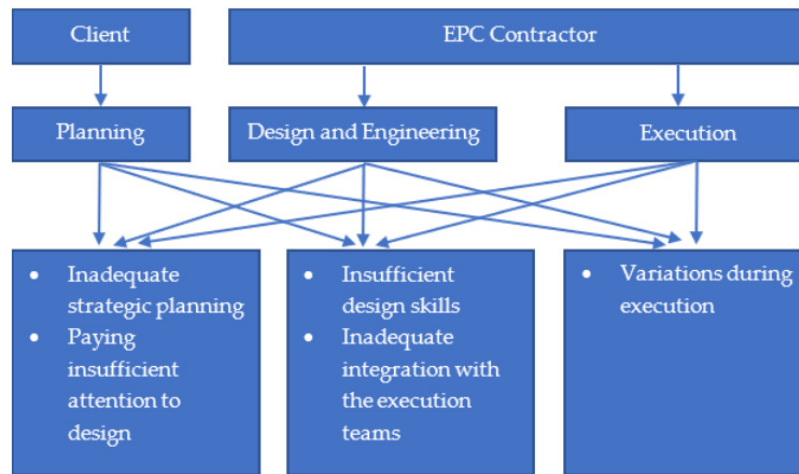 Client
EPC Contractor
Planning
Design and Engineering
Execution
• Inadequate
strategic planning
• Paying
insufficient
attention to
design
• Insufficient
design skills
• Inadequate
integration with
the execution
teams
• Variations during
execution